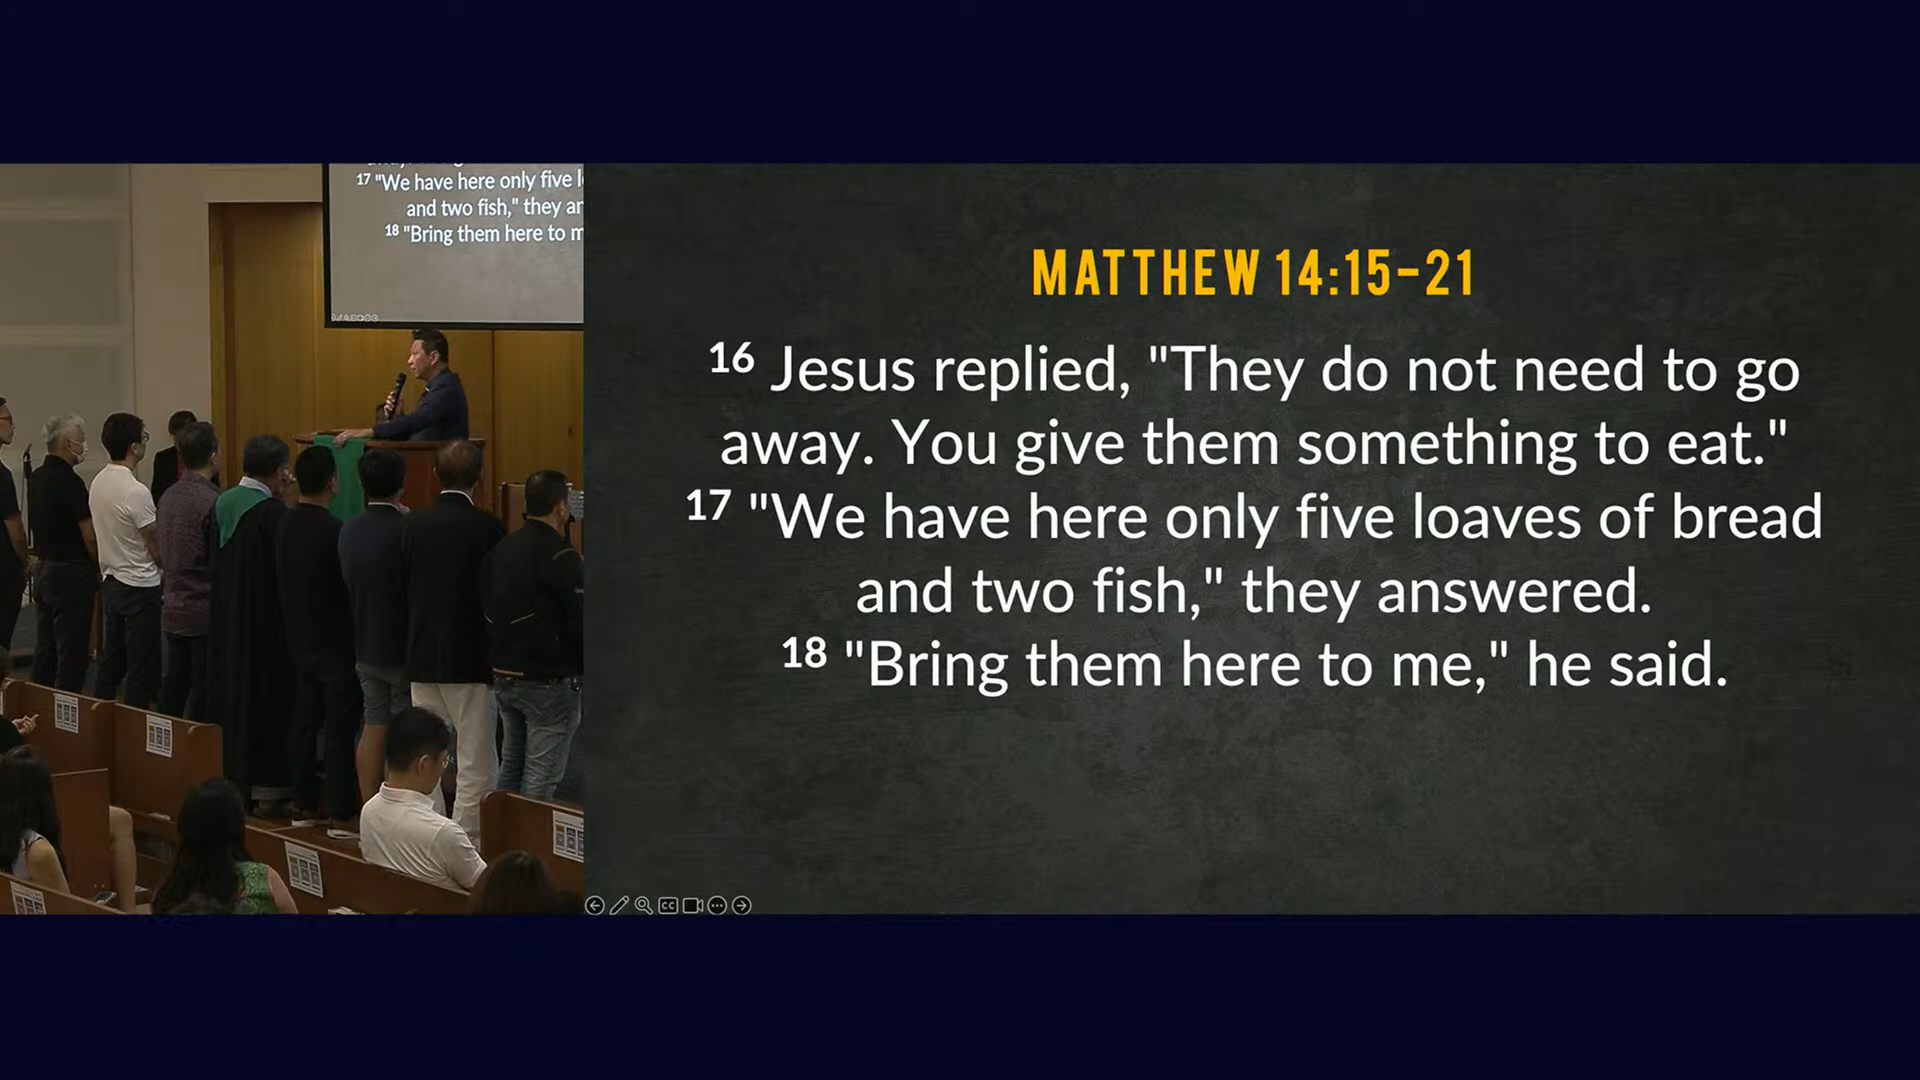 17 "We have here only five l
and two fish," they ar
18 "Bring them here to m
MATTHEW 14:15-21
16 Jesus replied, "They do not need to go
away. You give them something to eat."
17 "We have here only five loaves of bread
and two fish," they answered.
18 "Bring them here to me," he said.
CC